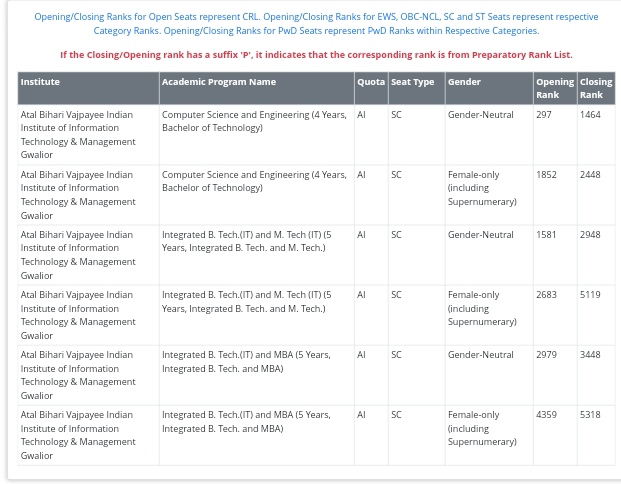 Opening/Closing Ranks for Open Seats represent CRL. Opening/Closing Ranks for EWS, OBC-NCL, SC and ST Seats represent respective
Category Ranks. Opening/Closing Ranks for PwD Seats represent PwD Ranks within Respective Categories.
If the Closing/Opening rank has a suffix 'P', it indicates that the corresponding rank is from Preparatory Rank List.
Institute Academic Program Name Quota Seat Type Gender Opening Closing
Rank Rank
Atal Bihari Vajpayee Indian Computer Science and Engineering (4 Years, AI SC Gender-Neutral 297 1464
Institute of Information Bachelor of Technology)
Technology & Management
Gwalior
Atal Bihari Vajpayee Indian Computer Science and Engineering (4 Years, AI SC Female-only 1852 2448
Institute of Information Bachelor of Technology) (including
Technology & Management Supernumerary)
Gwalior
Atal Bihari Vajpayee Indian Integrated B. Tech.(IT) and M. Tech (IT) (5 AI SC Gender-Neutral 1581 2948
Institute of Information Years, Integrated B. Tech. and M. Tech.)
Technology & Management
Gwalior
Atal Bihari Vajpayee Indian Integrated B. Tech.(IT) and M. Tech (IT) (5 AI SC Female-only 2683 5119
Institute of Information Years, Integrated B. Tech. and M. Tech.) (including
Technology & Management Supernumerary)
Gwalior
Atal Bihari Vajpayee Indian Integrated B. Tech.(IT) and MBA (5 Years, AI SC Gender-Neutral 2979 3448
Institute of Information Integrated B. Tech. and MBA)
Technology & Management
Gwalior
Atal Bihari Vajpayee Indian Integrated B. Tech.(IT) and MBA (5 Years, AI SC Female-only 4359 5318
Institute of Information Integrated B. Tech. and MBA) (including
Technology & Management Supernumerary)
Gwalior